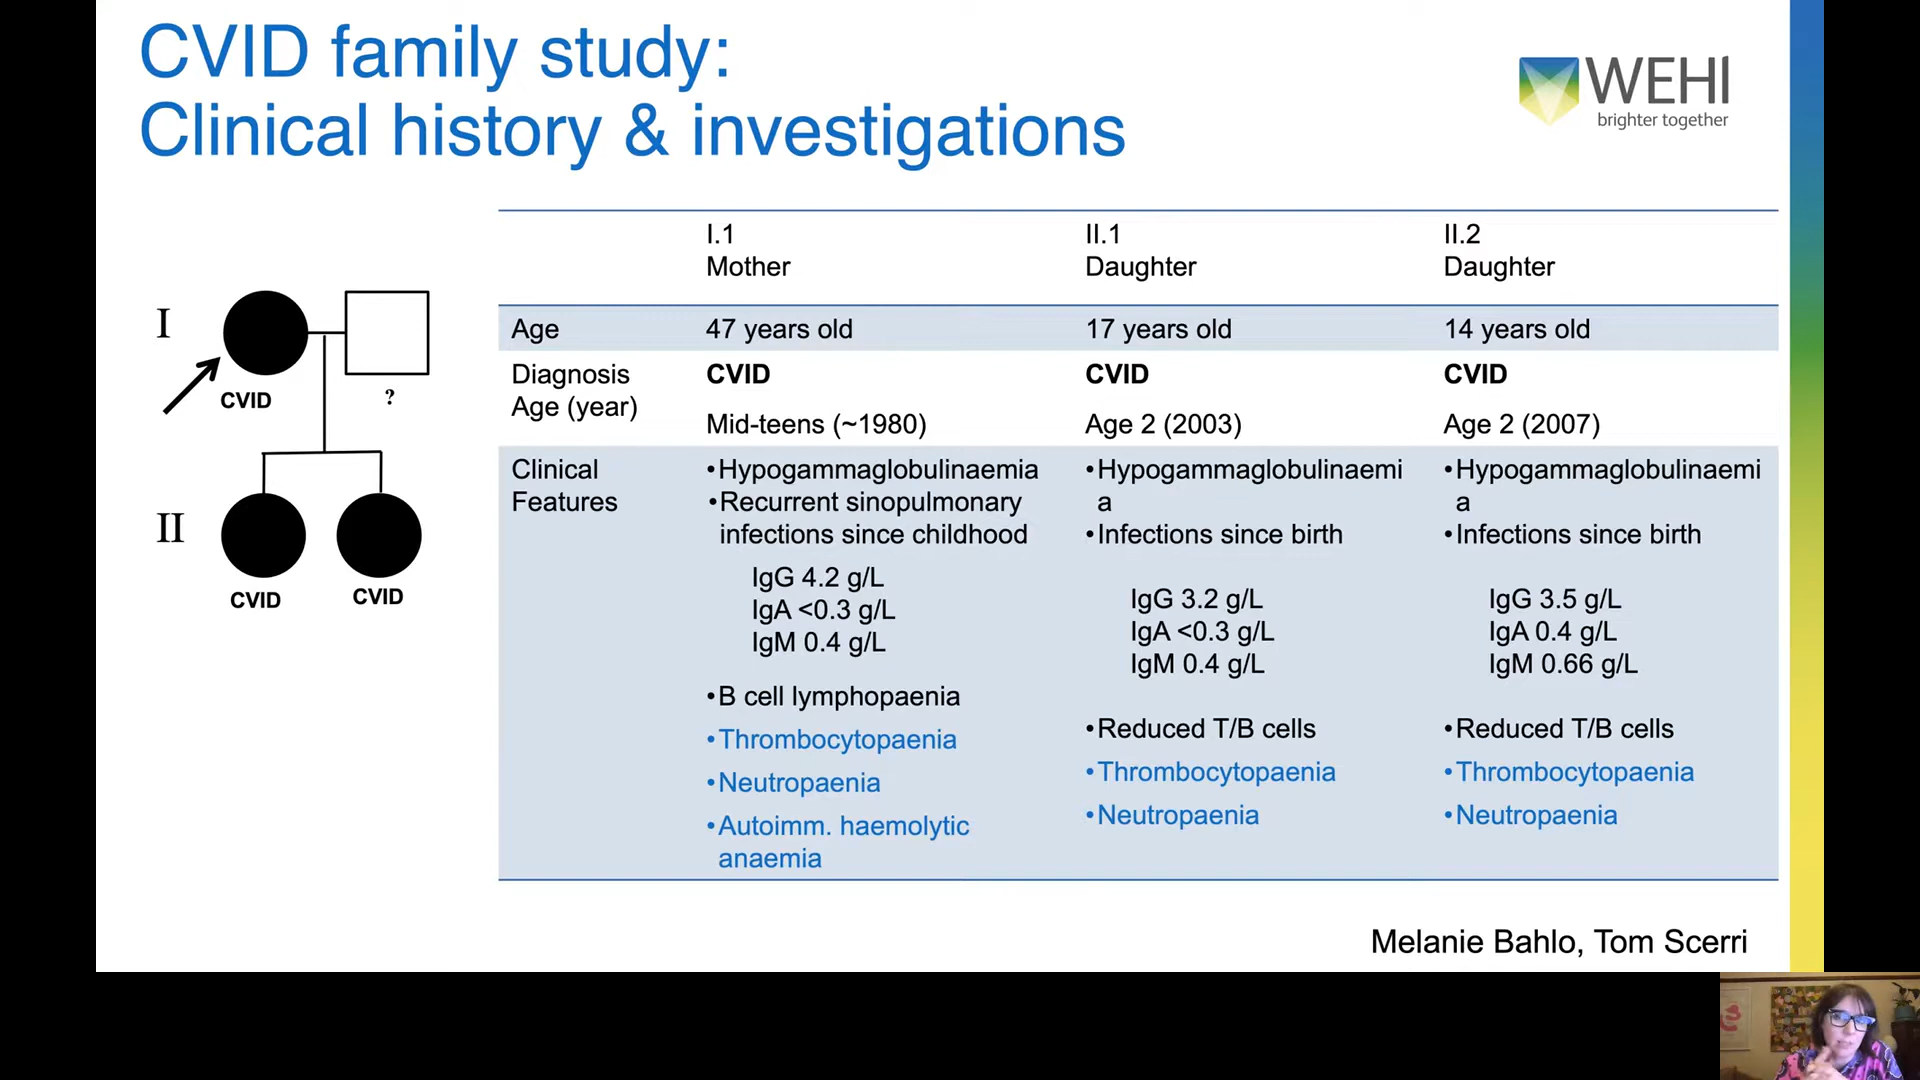 CVID family study:
Clinical history & investigations
WEHI
brighter together
I
CVID
?
II
CVID
CVID
I.1
Mother
II.1
Daughter
II.2
Daughter
Age
47 years old
17 years old
14 years old
Diagnosis
Age (year)
CVID
Mid-teens (~1980)
CVID
Age 2 (2003)
CVID
Age 2 (2007)
Clinical
Features
•Hypogammaglobulinaemia
•Recurrent sinopulmonary
infections since childhood
IgG 4.2 g/L
IgA <0.3 g/L
IgM 0.4 g/L
•B cell lymphopaenia
•Thrombocytopaenia
•Neutropaenia
•Autoimm. haemolytic
anaemia
•Hypogammaglobulinaemi
a
•Infections since birth
IgG 3.2 g/L
IgA <0.3 g/L
IgM 0.4 g/L
•Reduced T/B cells
•Thrombocytopaenia
•Neutropaenia
•Hypogammaglobulinaemi
a
•Infections since birth
IgG 3.5 g/L
IgA 0.4 g/L
IgM 0.66 g/L
•Reduced T/B cells
•Thrombocytopaenia
•Neutropaenia
Melanie Bahlo, Tom Scerri